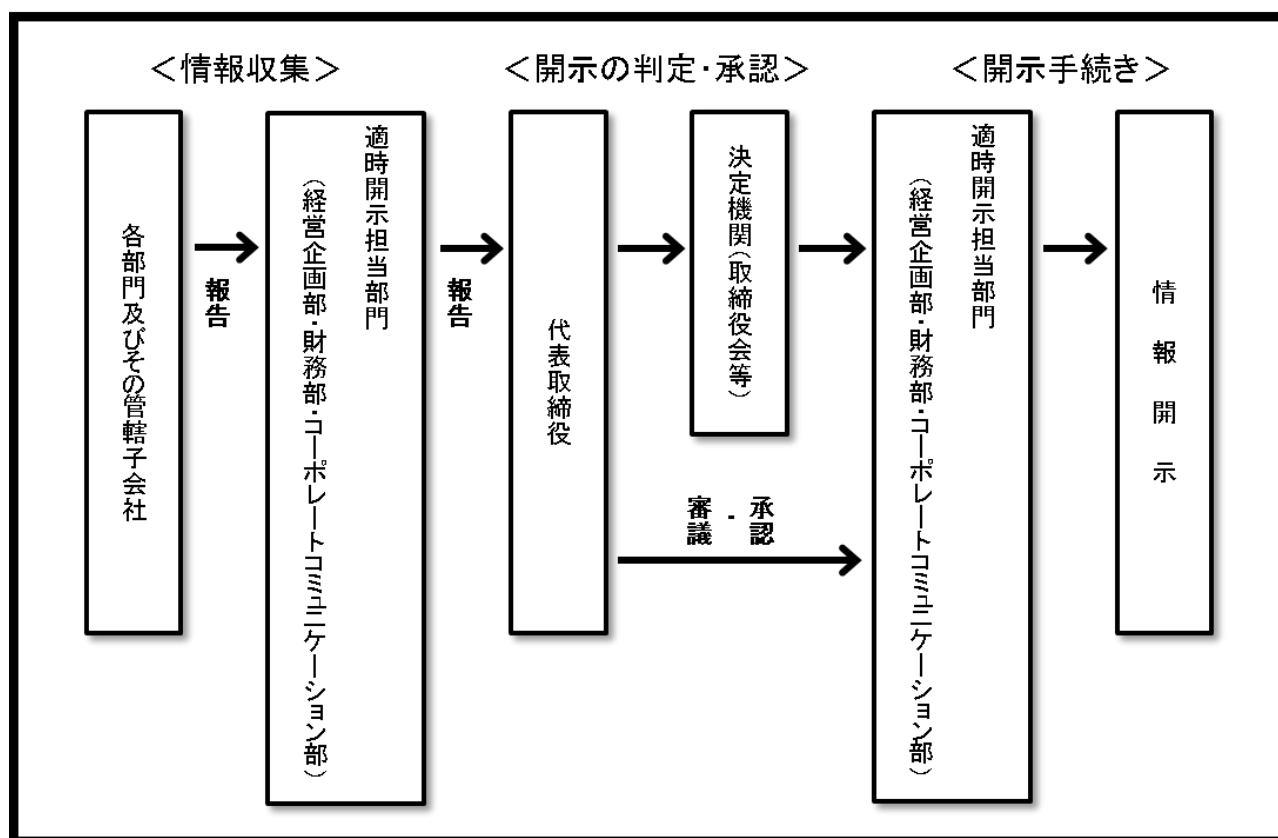 ＜情報収集＞
＜開示の判定・承認＞
＜開示手続き＞
各部門及びその管轄子会社
報告
適時開示担当部門
（経営企画部・財務部・コーポレートコミュニケーション部）
報告
代表取締役
決定機関（取締役会等）
審議・承認
適時開示担当部門
（経営企画部・財務部・コーポレートコミュニケーション部）
情報開示